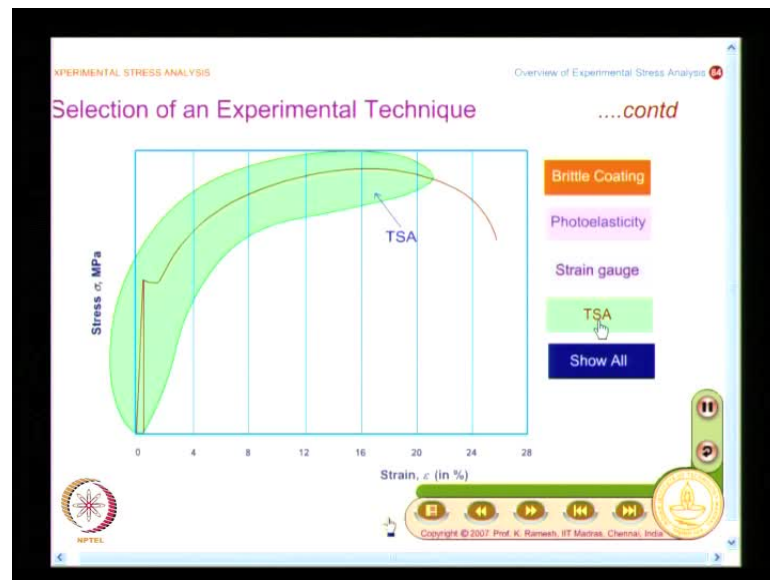 XPERIMENTAL STRESS ANALYSIS
Overview of Experimental Stress Analysis 64
Selection of an Experimental Technique
....contd
Brittle Coating
Photoelasticity
Strain gauge
TSA
Show All
TSA
Stress σ, MPa
0 4 8 12 16 20 24 28
Strain, ε (in %)
NPTEL
Copyright © 2007 Prof. K. Ramesh, IIT Madras, Chennai, India